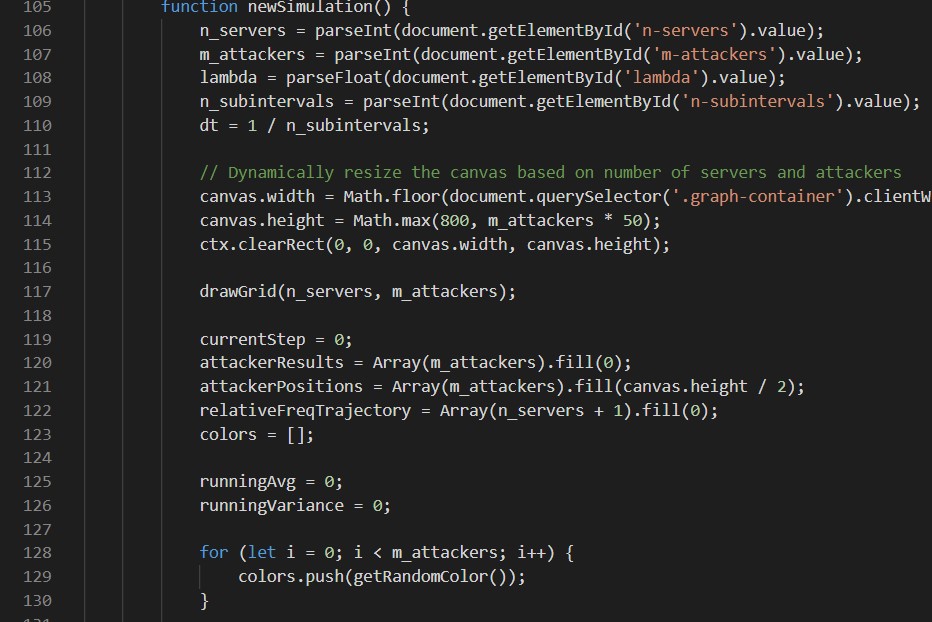 105 function newSimulation() {
106 n_servers = parseInt(document.getElementById('n-servers').value);
107 m_attackers = parseInt(document.getElementById('m-attackers').value);
108 lambda = parseFloat(document.getElementById('lambda').value);
109 n_subintervals = parseInt(document.getElementById('n-subintervals').value);
110 dt = 1 / n_subintervals;
111
112 // Dynamically resize the canvas based on number of servers and attackers
113 canvas.width = Math.floor(document.querySelector('.graph-container').clientW
114 canvas.height = Math.max(800, m_attackers * 50);
115 ctx.clearRect(0, 0, canvas.width, canvas.height);
116
117 drawGrid(n_servers, m_attackers);
118
119 currentStep = 0;
120 attackerResults = Array(m_attackers).fill(0);
121 attackerPositions = Array(m_attackers).fill(canvas.height / 2);
122 relativeFreqTrajectory = Array(n_servers + 1).fill(0);
123 colors = [];
124
125 runningAvg = 0;
126 runningVariance = 0;
127
128 for (let i = 0; i < m_attackers; i++) {
129 colors.push(getRandomColor());
130 }